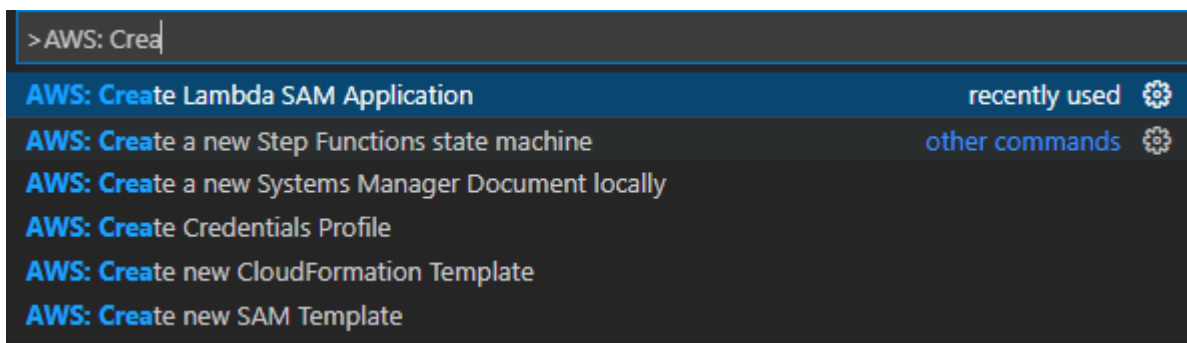 >AWS: Crea
AWS: Create Lambda SAM Application recently used
AWS: Create a new Step Functions state machine other commands
AWS: Create a new Systems Manager Document locally
AWS: Create Credentials Profile
AWS: Create new CloudFormation Template
AWS: Create new SAM Template